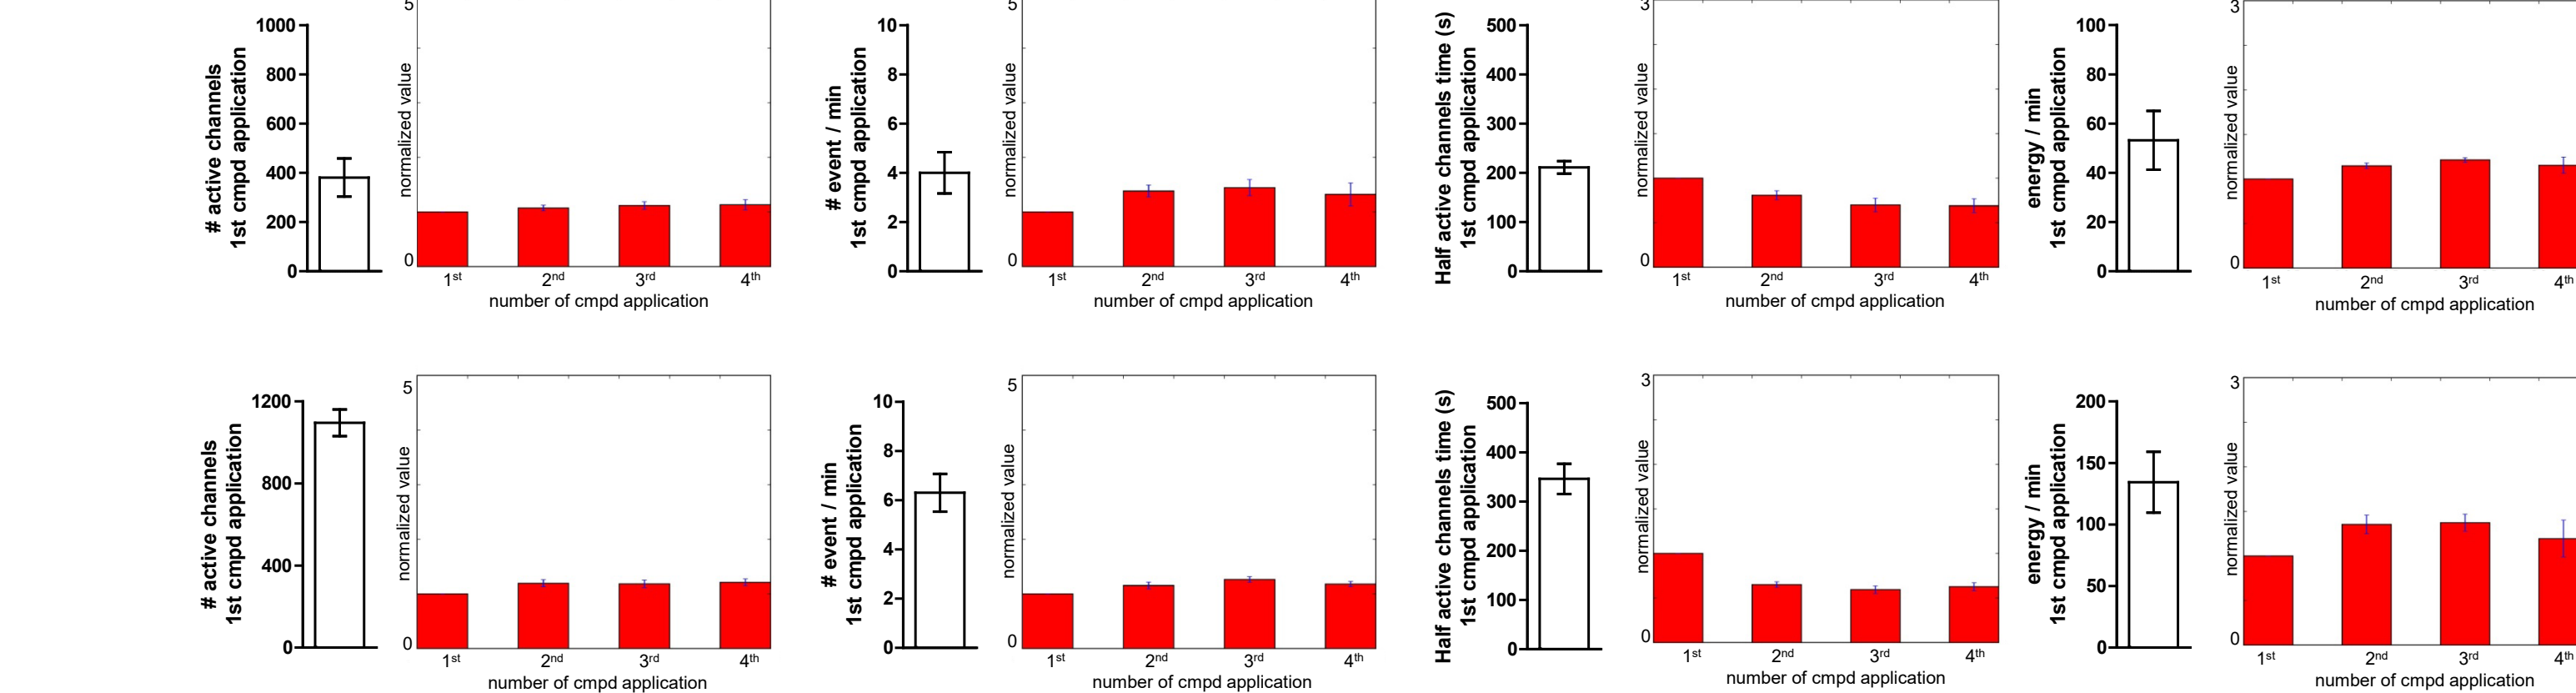 # active channels
1st cmpd application
1000
800
600
400
200
0
normalized value
5
0
1st
2nd
3rd
4th
number of cmpd application
# event / min
1st cmpd application
10
8
6
4
2
0
normalized value
5
0
1st
2nd
3rd
4th
number of cmpd application
Half active channels time (s)
1st cmpd application
500
400
300
200
100
0
normalized value
3
0
1st
2nd
3rd
4th
number of cmpd application
energy / min
1st cmpd application
100
80
60
40
20
0
normalized value
3
0
1st
2nd
3rd
4th
number of cmpd application
# active channels
1st cmpd application
1200
800
400
0
normalized value
5
0
1st
2nd
3rd
4th
number of cmpd application
# event / min
1st cmpd application
10
8
6
4
2
0
normalized value
5
0
1st
2nd
3rd
4th
number of cmpd application
Half active channels time (s)
1st cmpd application
500
400
300
200
100
0
normalized value
3
0
1st
2nd
3rd
4th
number of cmpd application
energy / min
1st cmpd application
200
150
100
50
0
normalized value
3
0
1st
2nd
3rd
4th
number of cmpd application